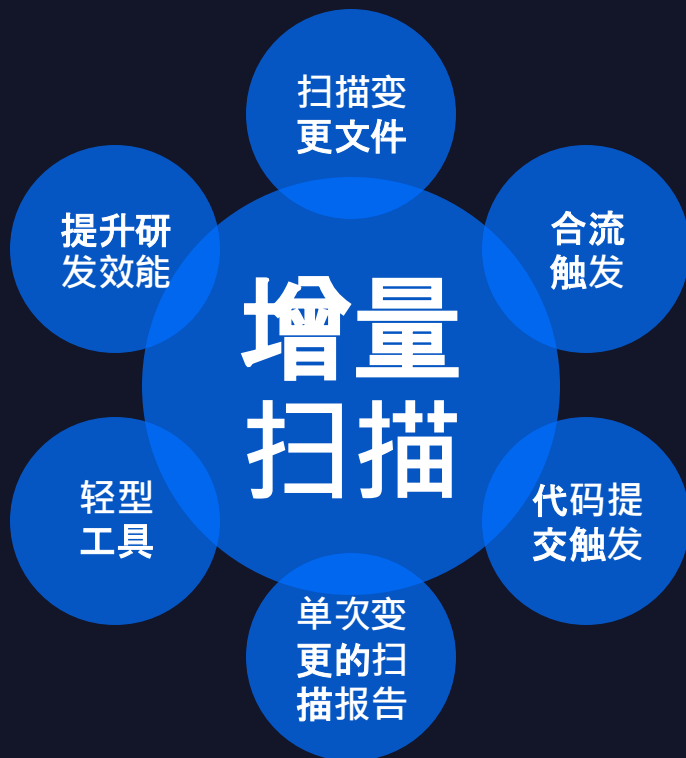 扫描变
更文件
提升研
发效能
合流
触发
增量
扫描
轻型
工具
代码提
交触发
单次变
更的扫
描报告